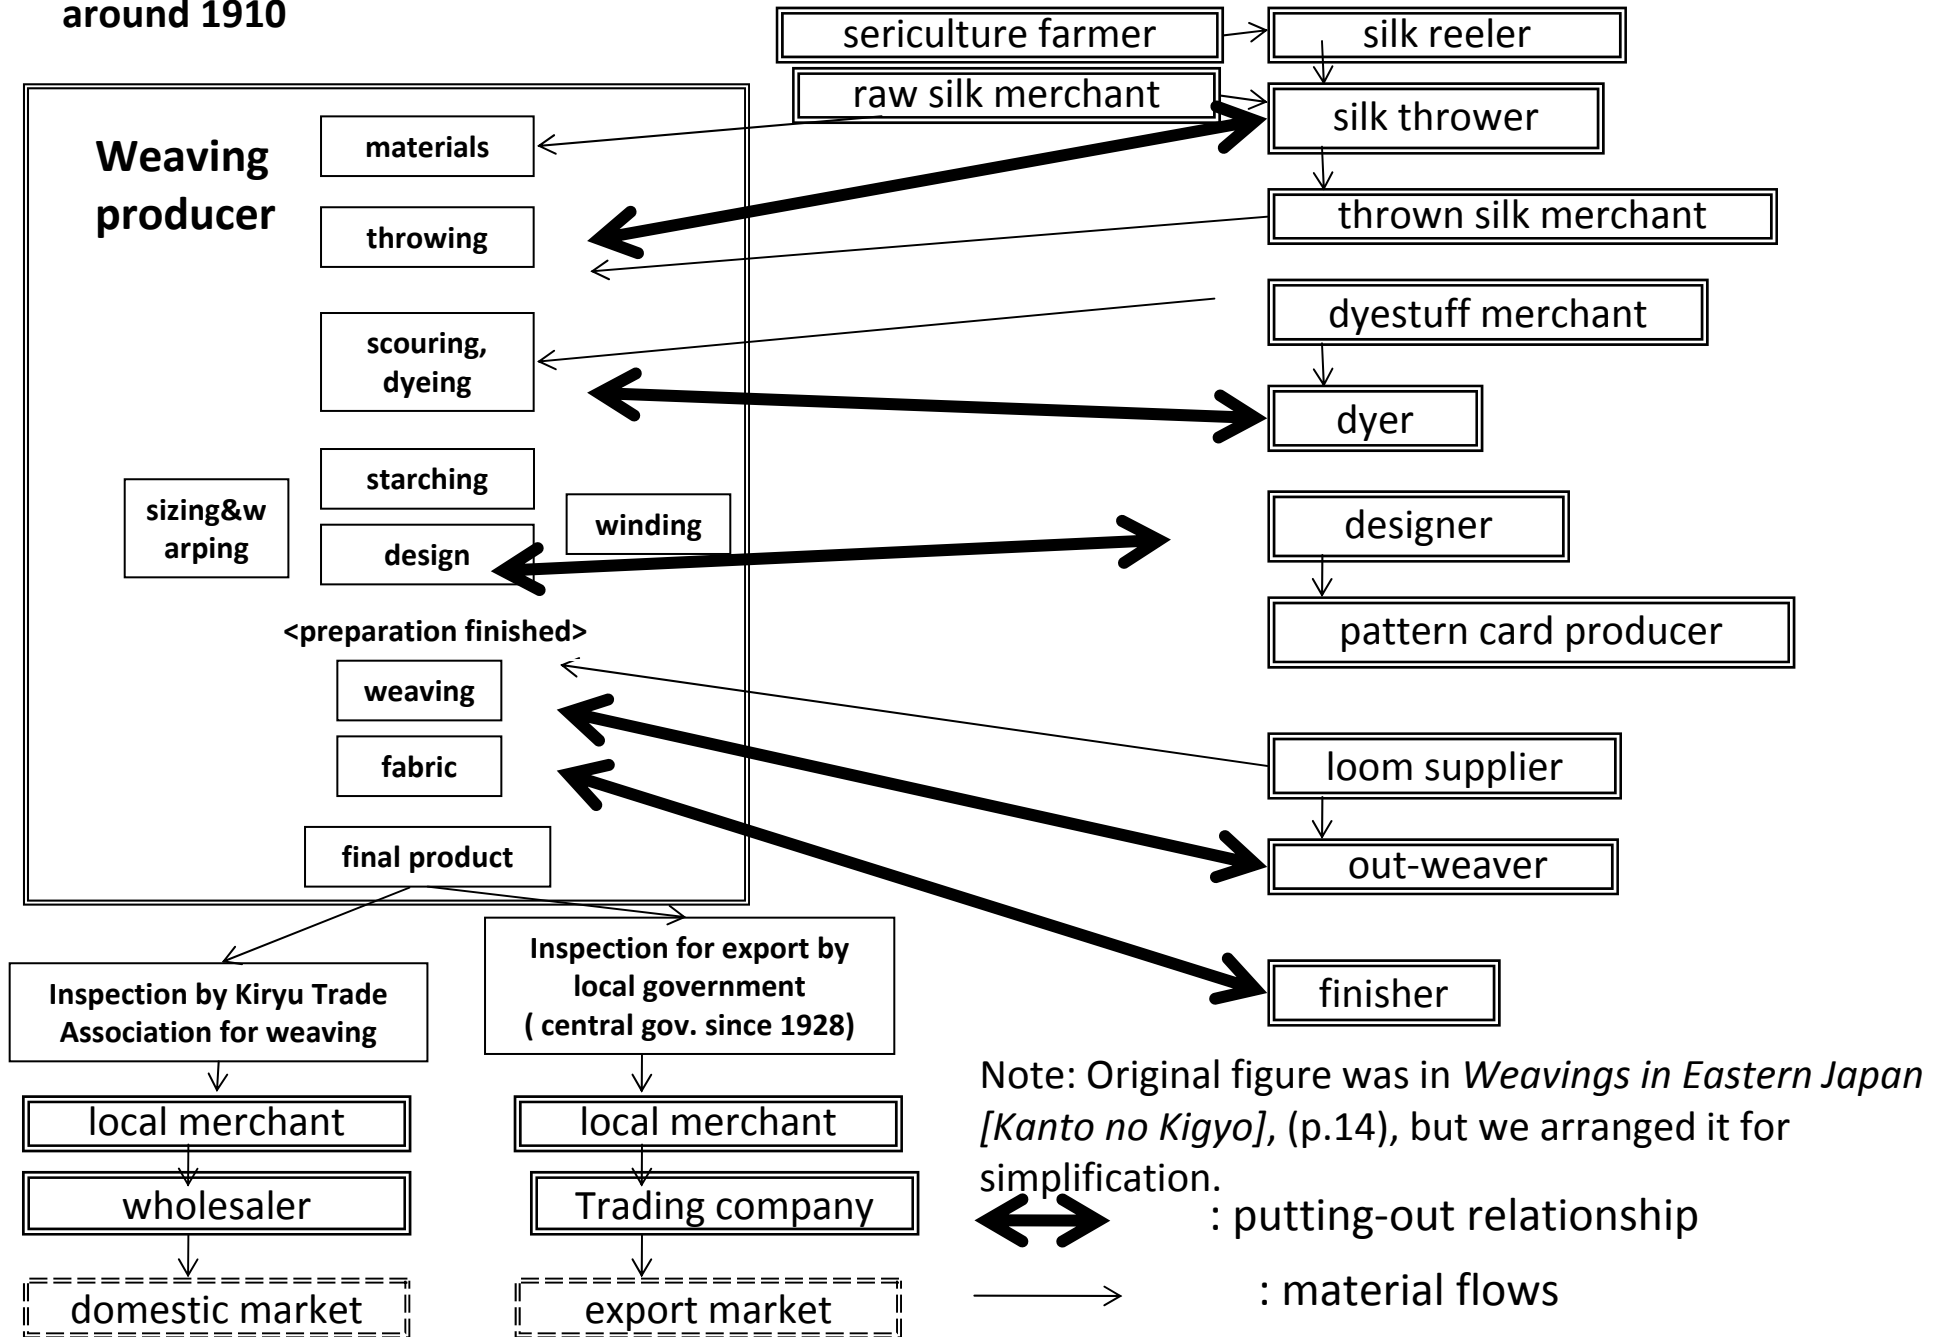 around 1910
sericulture farmer
silk reeler
raw silk merchant
silk thrower
thrown silk merchant
dyestuff merchant
dyer
designer
pattern card producer
loom supplier
out-weaver
finisher
Weaving
producer
materials
throwing
scouring,
dyeing
starching
sizing&w
arping
winding
design
<preparation finished>
weaving
fabric
final product
Inspection by Kiryu Trade
Association for weaving
local merchant
wholesaler
domestic market
Inspection for export by
local government
( central gov. since 1928)
local merchant
Trading company
export market
Note: Original figure was in Weavings in Eastern Japan
[Kanto no Kigyo], (p.14), but we arranged it for
simplification.
: putting-out relationship
: material flows